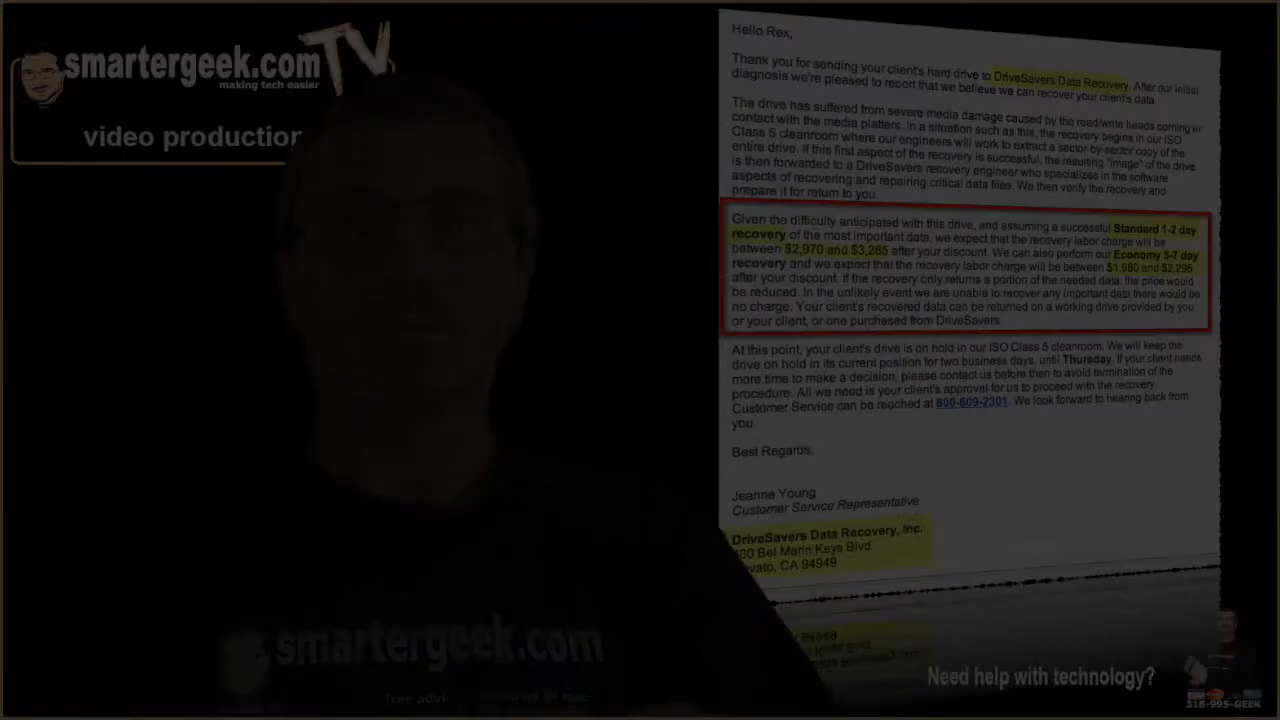 smartergeek.com TV
making tech easier
video production
Hello Rex,
Thank you for sending your client's hard drive to DriveSavers Data Recovery. After our initial
diagnosis we're pleased to report that we believe we can recover your client's data
The drive has suffered from severe media damage caused by the read/write heads coming in
contact with the media platters. In a situation such as this, the recovery begins in our ISO
Class 5 cleanroom where our engineers will work to extract a sector-by-sector copy of the
entire drive. If this first aspect of the recovery is successful, the resulting "image" of the drive
is then forwarded to a DriveSavers recovery engineer who specializes in the software
aspects of recovering and repairing critical data files. We then verify the recovery and
prepare it for return to you.
Given the difficulty anticipated with this drive, and assuming a successful Standard 1-2 day
recovery of the most important data, we expect that the recovery labor charge will be
between $2,970 and $3,265 after your discount. We can also perform our Economy 5-7 day
recovery and we expect that the recovery labor charge will be between $1,980 and $2,295
after your discount. If the recovery only returns a portion of the needed data, the price would
be reduced. In the unlikely event we are unable to recover any important data there would be
no charge. Your client's recovered data can be returned on a working drive provided by you
or your client, or one purchased from DriveSavers.
At this point, your client's drive is on hold in our ISO Class 5 cleanroom. We will keep the
drive on hold in its current position for two business days, until Thursday. If your client needs
more time to make a decision, please contact us before then to avoid termination of the
procedure. All we need is your client's approval for us to proceed with the recovery
Customer Service can be reached at 800-609-2301. We look forward to hearing back from
you.
Best Regards,
Jeanne Young
Customer Service Representative
DriveSavers Data Recovery, Inc.
00 Bel Marin Keys Blvd
vato, CA 94949
smartergeek.com
free advi
Need help with technology?
318-995-GEEK